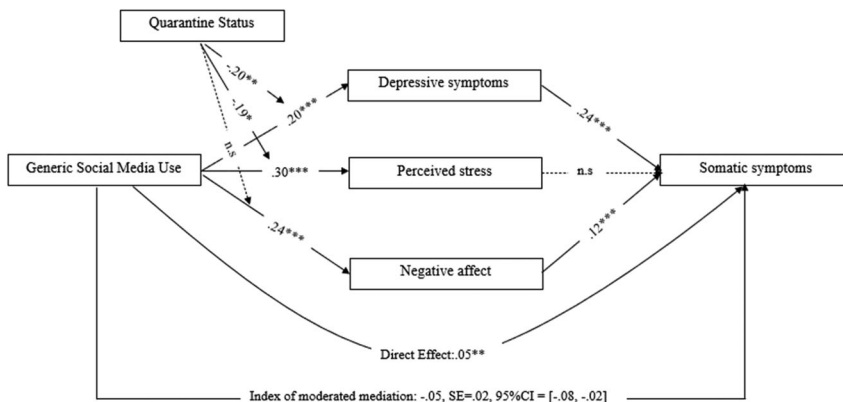 Quarantine Status
-.20**
-.19*
n.s
.20***
Depressive symptoms
.24***
Generic Social Media Use
.30***
Perceived stress
n.s
Somatic symptoms
.24***
.12***
Negative affect
Direct Effect:.05**
Index of moderated mediation: -.05, SE=.02, 95%CI = [-.08, -.02]